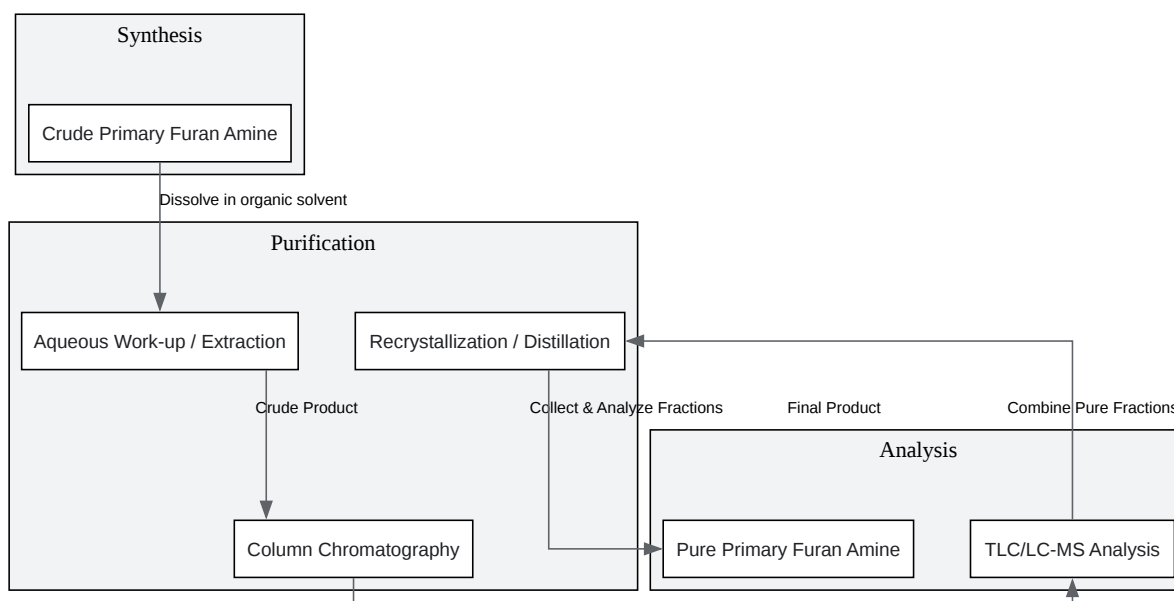 Synthesis
Crude Primary Furan Amine
Dissolve in organic solvent
Purification
Aqueous Work-up / Extraction
Recrystallization / Distillation
Crude Product
Collect & Analyze Fractions
Final Product
Combine Pure Fractions
Analysis
Column Chromatography
Pure Primary Furan Amine
TLC/LC-MS Analysis